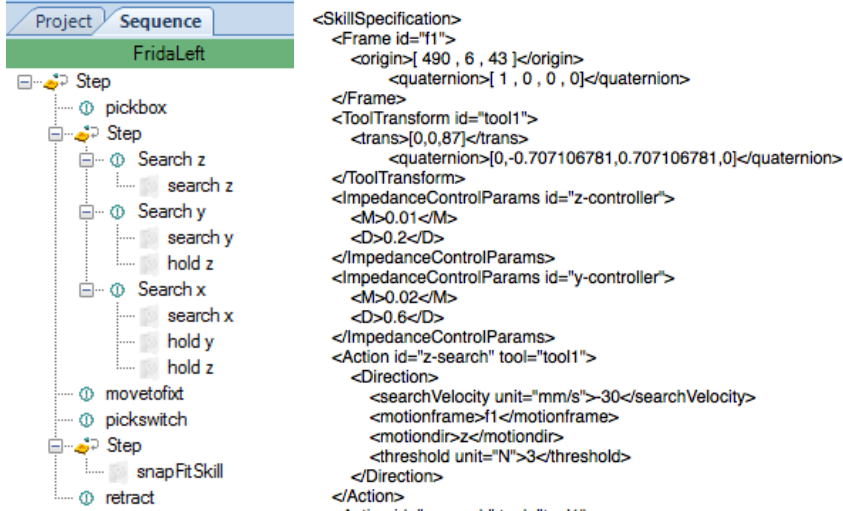 Project
Sequence
FridaLeft
Step
pickbox
Step
Search z
search z
Search y
search y
hold z
Search x
search x
hold y
hold z
movetofixt
pickswitch
Step
snapFitSkill
retract
<SkillSpecification>
<Frame id="f1">
<origin>[ 490 , 6 , 43 ]</origin>
<quaternion>[ 1 , 0 , 0 , 0]</quaternion>
</Frame>
<ToolTransform id="tool1">
<trans>[0,0,87]</trans>
<quaternion>[0,-0.707106781,0.707106781,0]</quaternion>
</ToolTransform>
<ImpedanceControlParams id="z-controller">
<M>0.01</M>
<D>0.2</D>
</ImpedanceControlParams>
<ImpedanceControlParams id="y-controller">
<M>0.02</M>
<D>0.6</D>
</ImpedanceControlParams>
<Action id="z-search" tool="tool1">
<Direction>
<searchVelocity unit="mm/s">-30</searchVelocity>
<motionframe>f1</motionframe>
<motiondir>z</motiondir>
<threshold unit="N">3</threshold>
</Direction>
</Action>